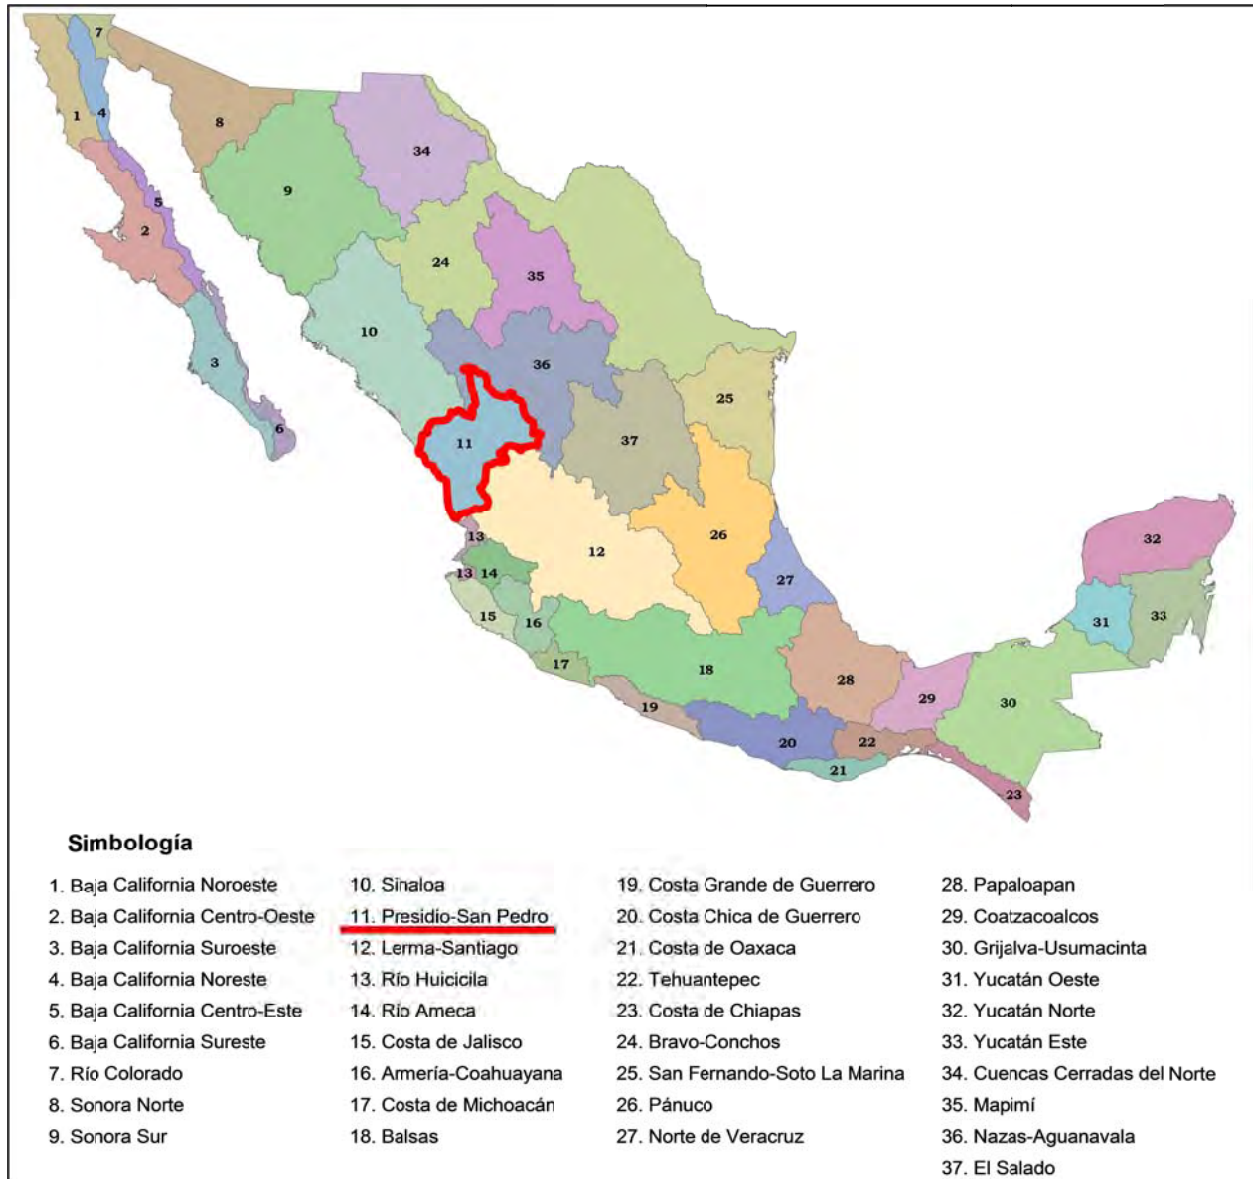 7
1
4
8
34
9
5
2
24
35
10
36
3
25
6
11
37
13
12
26
32
13
14
27
15
16
31
33
17
18
28
29
30
19
20
22
21
23
Simbología
1. Baja California Noroeste
2. Baja California Centro-Oeste
3. Baja California Suroeste
4. Baja California Noreste
5. Baja California Centro-Este
6. Baja California Sureste
7. Río Colorado
8. Sonora Norte
9. Sonora Sur
10. Sinaloa
11. Presidio-San Pedro
12. Lerma-Santiago
13. Río Huicicila
14. Río Ameca
15. Costa de Jalisco
16. Armería-Coahuayana
17. Costa de Michoacán
18. Balsas
19. Costa Grande de Guerrero
20. Costa Chica de Guerrero
21. Costa de Oaxaca
22. Tehuantepec
23. Costa de Chiapas
24. Bravo-Conchos
25. San Fernando-Soto La Marina
26. Pánuco
27. Norte de Veracruz
28. Papaloapan
29. Coatzacoalcos
30. Grijalva-Usumacinta
31. Yucatán Oeste
32. Yucatán Norte
33. Yucatán Este
34. Cuencas Cerradas del Norte
35. Mapimí
36. Nazas-Aguanavala
37. El Salado